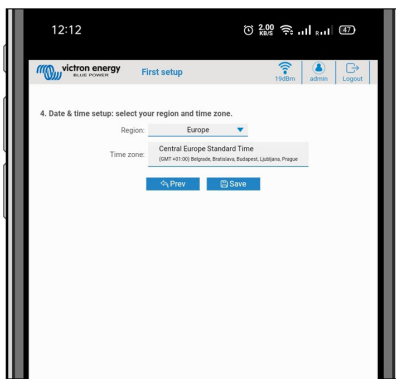 12:12
2.00 KB/S R 47
victron energy
BLUE POWER
First setup
19dBm admin Logout
4. Date & time setup: select your region and time zone.
Region: Europe
Time zone: Central Europe Standard Time
(GMT +01:00) Belgrade, Bratislava, Budapest, Ljubljana, Prague
Prev Save